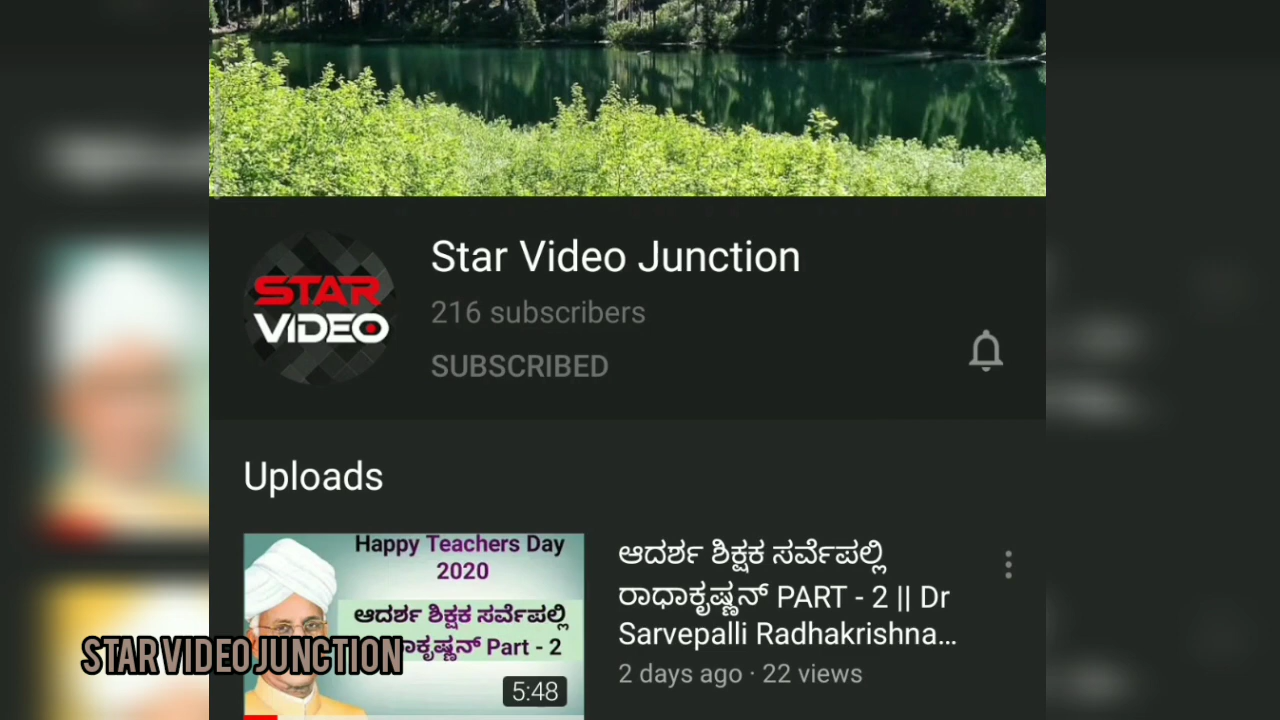 Star Video Junction
STAR
VIDEO
216 subscribers
SUBSCRIBED
Uploads
Happy Teachers Day
2020
ಆದರ್ಶ ಶಿಕ್ಷಕ ಸರ್ವೆಪಲ್ಲಿ
Part - 2
5:48
ಆದರ್ಶ ಶಿಕ್ಷಕ ಸರ್ವೆಪಲ್ಲಿ
ರಾಧಾಕೃಷ್ಣನ್ PART - 2 || Dr
Sarvepalli Radhakrishna...
2 days ago · 22 views
STAR VIDEO JUNCTION